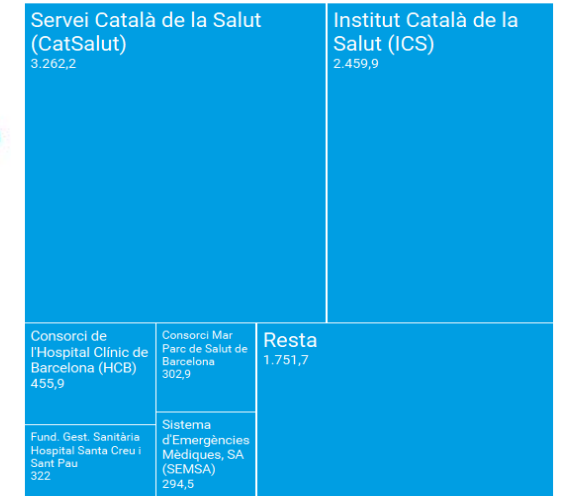 Servei Català de la Salut
(CatSalut)
3.262,2
Institut Català de la
Salut (ICS)
2.459,9
Consorci de
l'Hospital Clínic de
Barcelona (HCB)
455,9
Consorci Mar
Parc de Salut de
Barcelona
302,9
Resta
1.751,7
Fund. Gest. Sanitària
Hospital Santa Creu i
Sant Pau
322
Sistema
d'Emergències
Mèdiques, SA
(SEMSA)
294,5